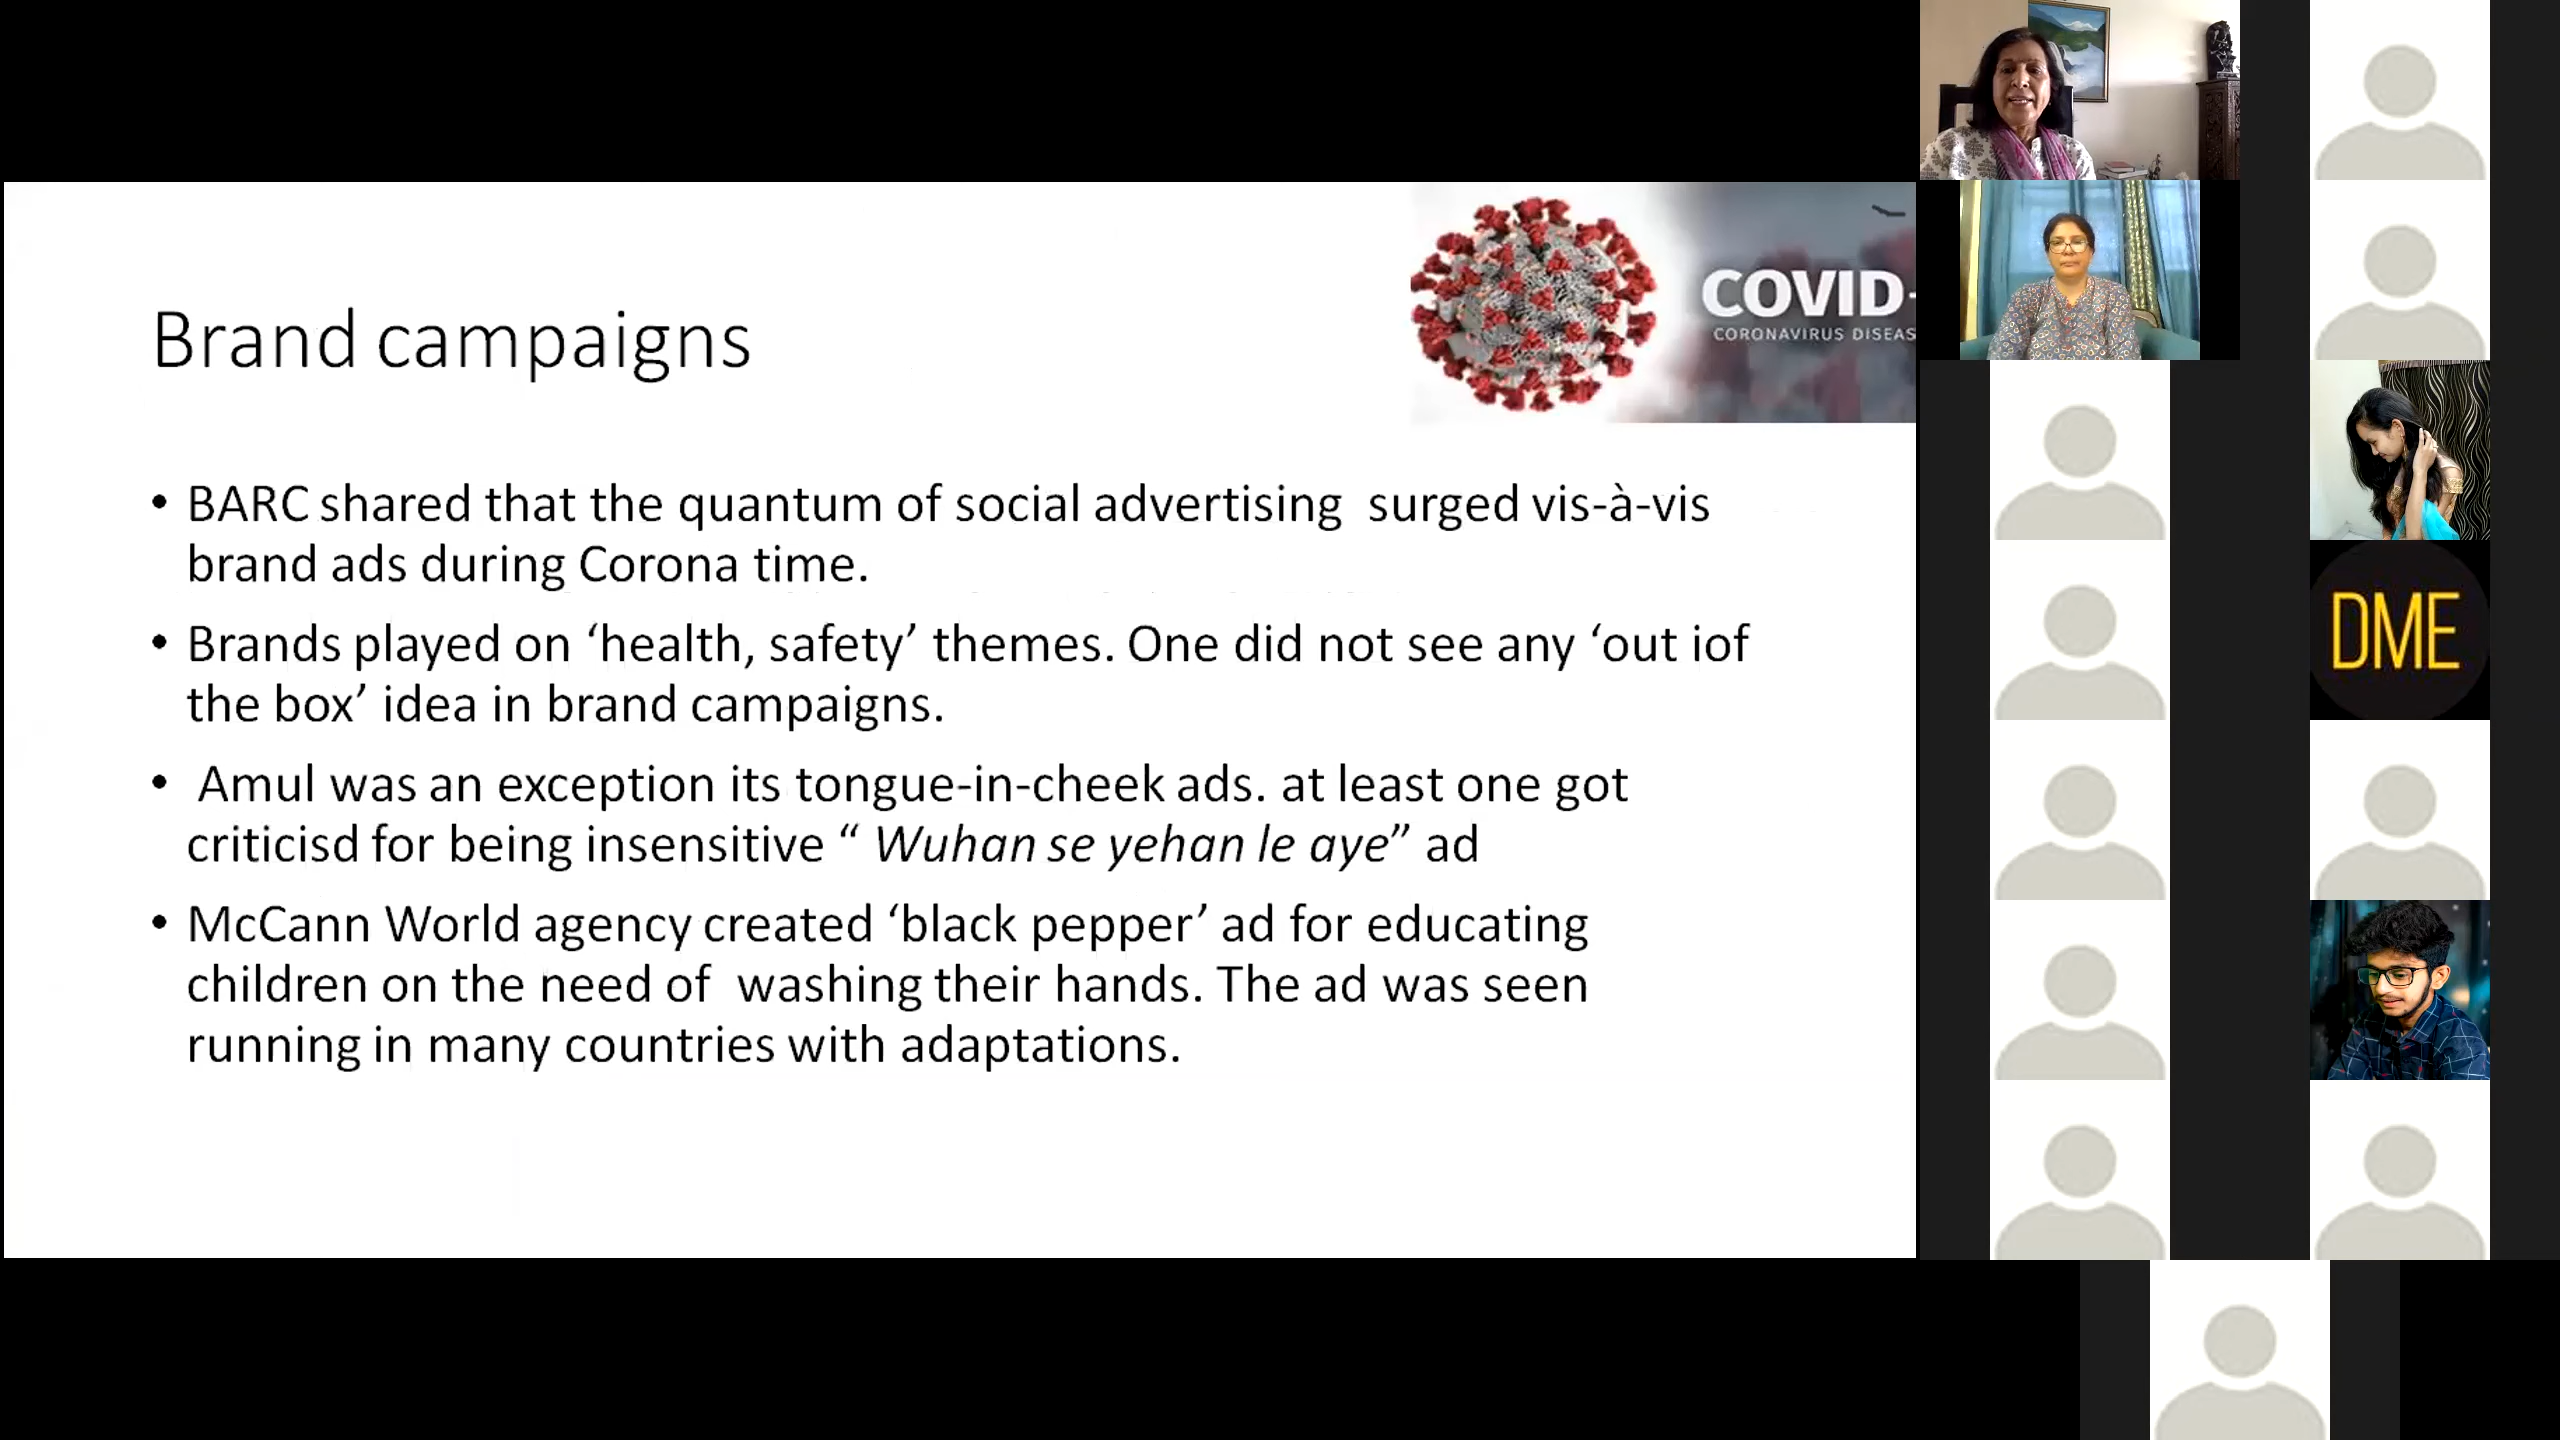 COVID-
CORONAVIRUS DISEAS
Brand campaigns
• BARC shared that the quantum of social advertising  surged vis-à-vis
brand ads during Corona time.
• Brands played on ‘health, safety’ themes. One did not see any ‘out iof
the box’ idea in brand campaigns.
•  Amul was an exception its tongue-in-cheek ads. at least one got
criticisd for being insensitive “ Wuhan se yehan le aye” ad
• McCann World agency created ‘black pepper’ ad for educating
children on the need of  washing their hands. The ad was seen
running in many countries with adaptations.
DME